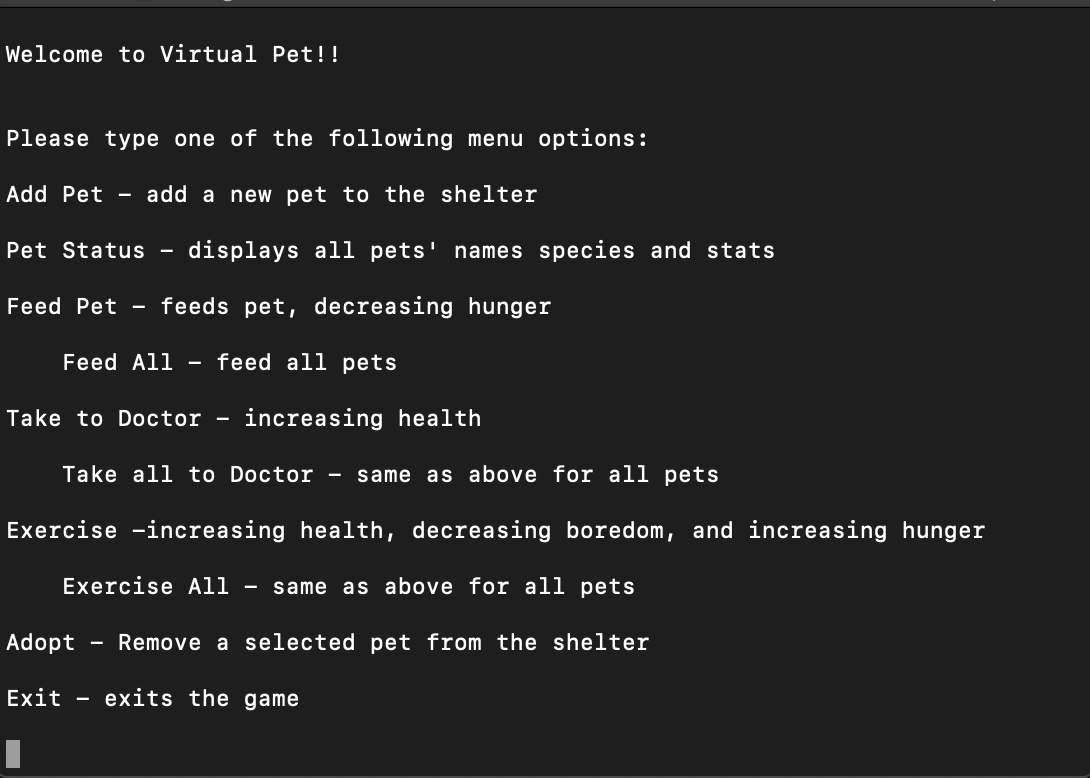 Welcome to Virtual Pet!!
Please type one of the following menu options:
Add Pet – add a new pet to the shelter
Pet Status – displays all pets' names species and stats
Feed Pet – feeds pet, decreasing hunger
Feed All – feed all pets
Take to Doctor – increasing health
Take all to Doctor – same as above for all pets
Exercise –increasing health, decreasing boredom, and increasing hunger
Exercise All – same as above for all pets
Adopt – Remove a selected pet from the shelter
Exit – exits the game